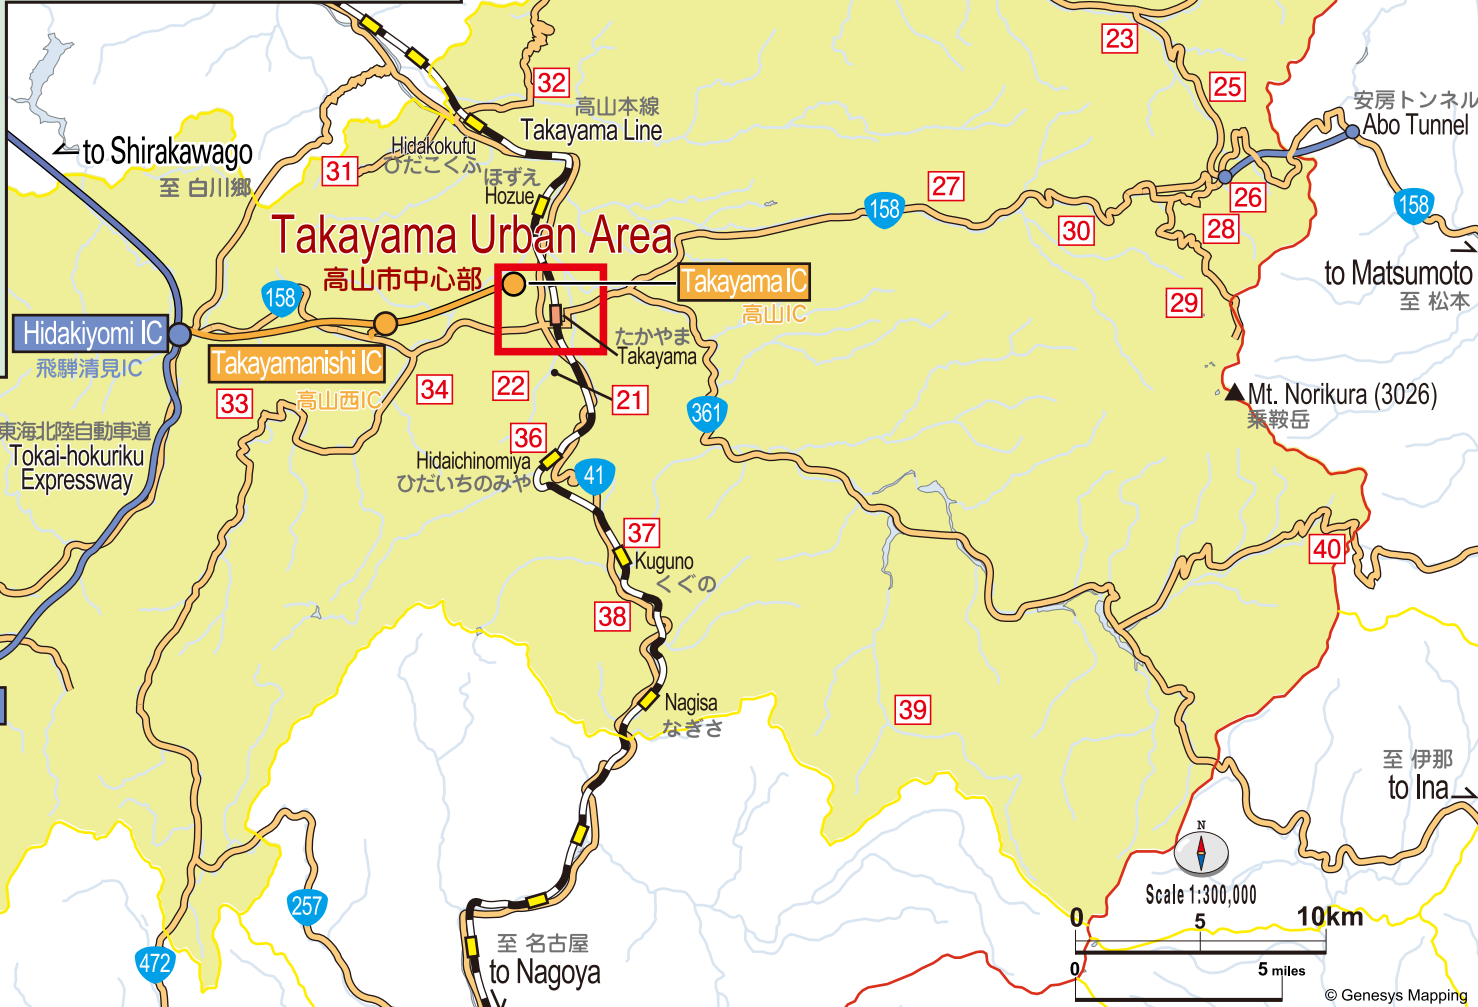 23
32
25
高山本線
Takayama Line
安房トンネル
Abo Tunnel
to Shirakawago
至 白川郷
Hidakokufu
ひだこくふ
31
ほずえ
Hozue
27
158
26
158
30
28
Takayama Urban Area
高山市中心部
to Matsumoto
至 松本
Takayama IC
高山IC
158
29
Hidakiyomi IC
飛騨清見IC
たかやま
Takayama
Takayamanishi IC
高山西IC
33
34
22
21
361
Mt. Norikura (3026)
乗鞍岳
東海北陸自動車道
Tokai-hokuriku
Expressway
36
Hidaichinomiya
ひだいちのみや
41
37
Kuguno
くぐの
40
38
Nagisa
なぎさ
39
至 伊那
to Ina
N
Scale 1:300,000
0
5
10km
0
5 miles
257
472
至 名古屋
to Nagoya
© Genesys Mapping